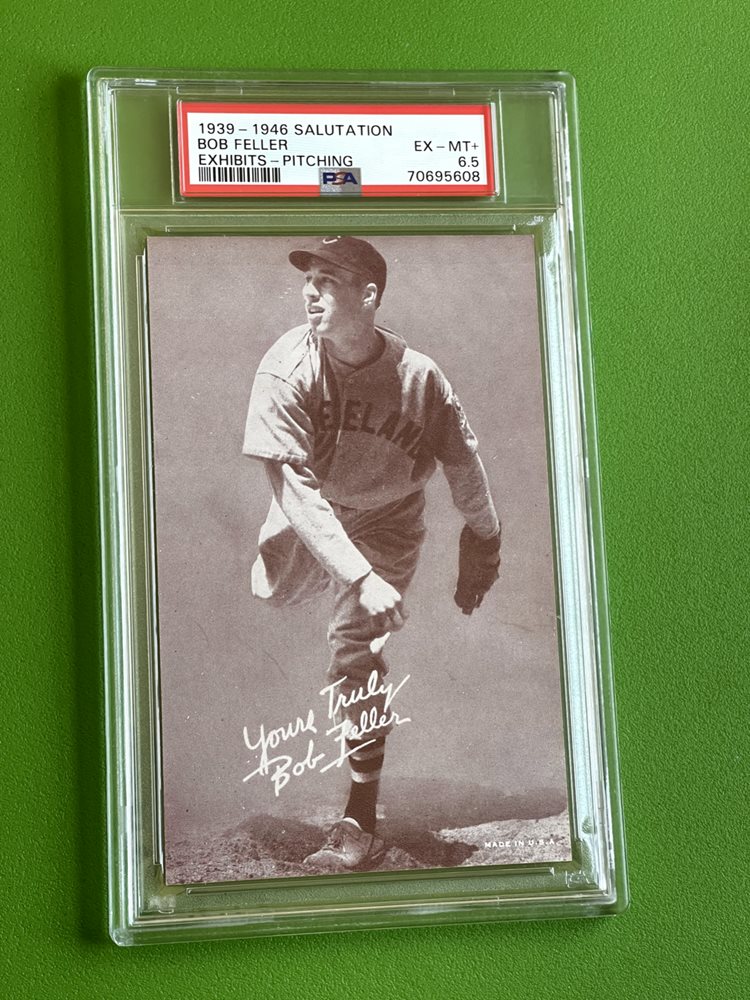 1939 – 1946 SALUTATION
BOB FELLER EX – MT+
EXHIBITS – PITCHING 6.5
PSA 70695608
EVELAND
Yours Truly
Bob Feller
MADE IN U.S.A.